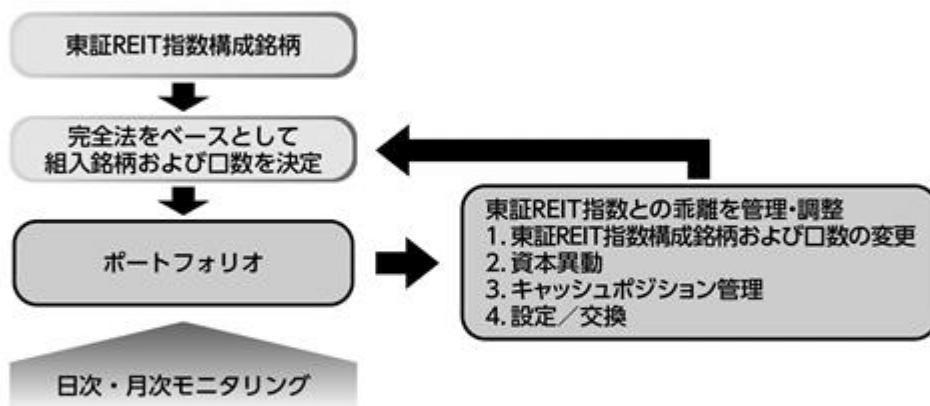 東証REIT指数構成銘柄
完全法をベースとして
組入銘柄および口数を決定
ポートフォリオ
日次・月次モニタリング
東証REIT指数との乖離を管理・調整
1. 東証REIT指数構成銘柄および口数の変更
2. 資本異動
3. キャッシュポジション管理
4. 設定／交換